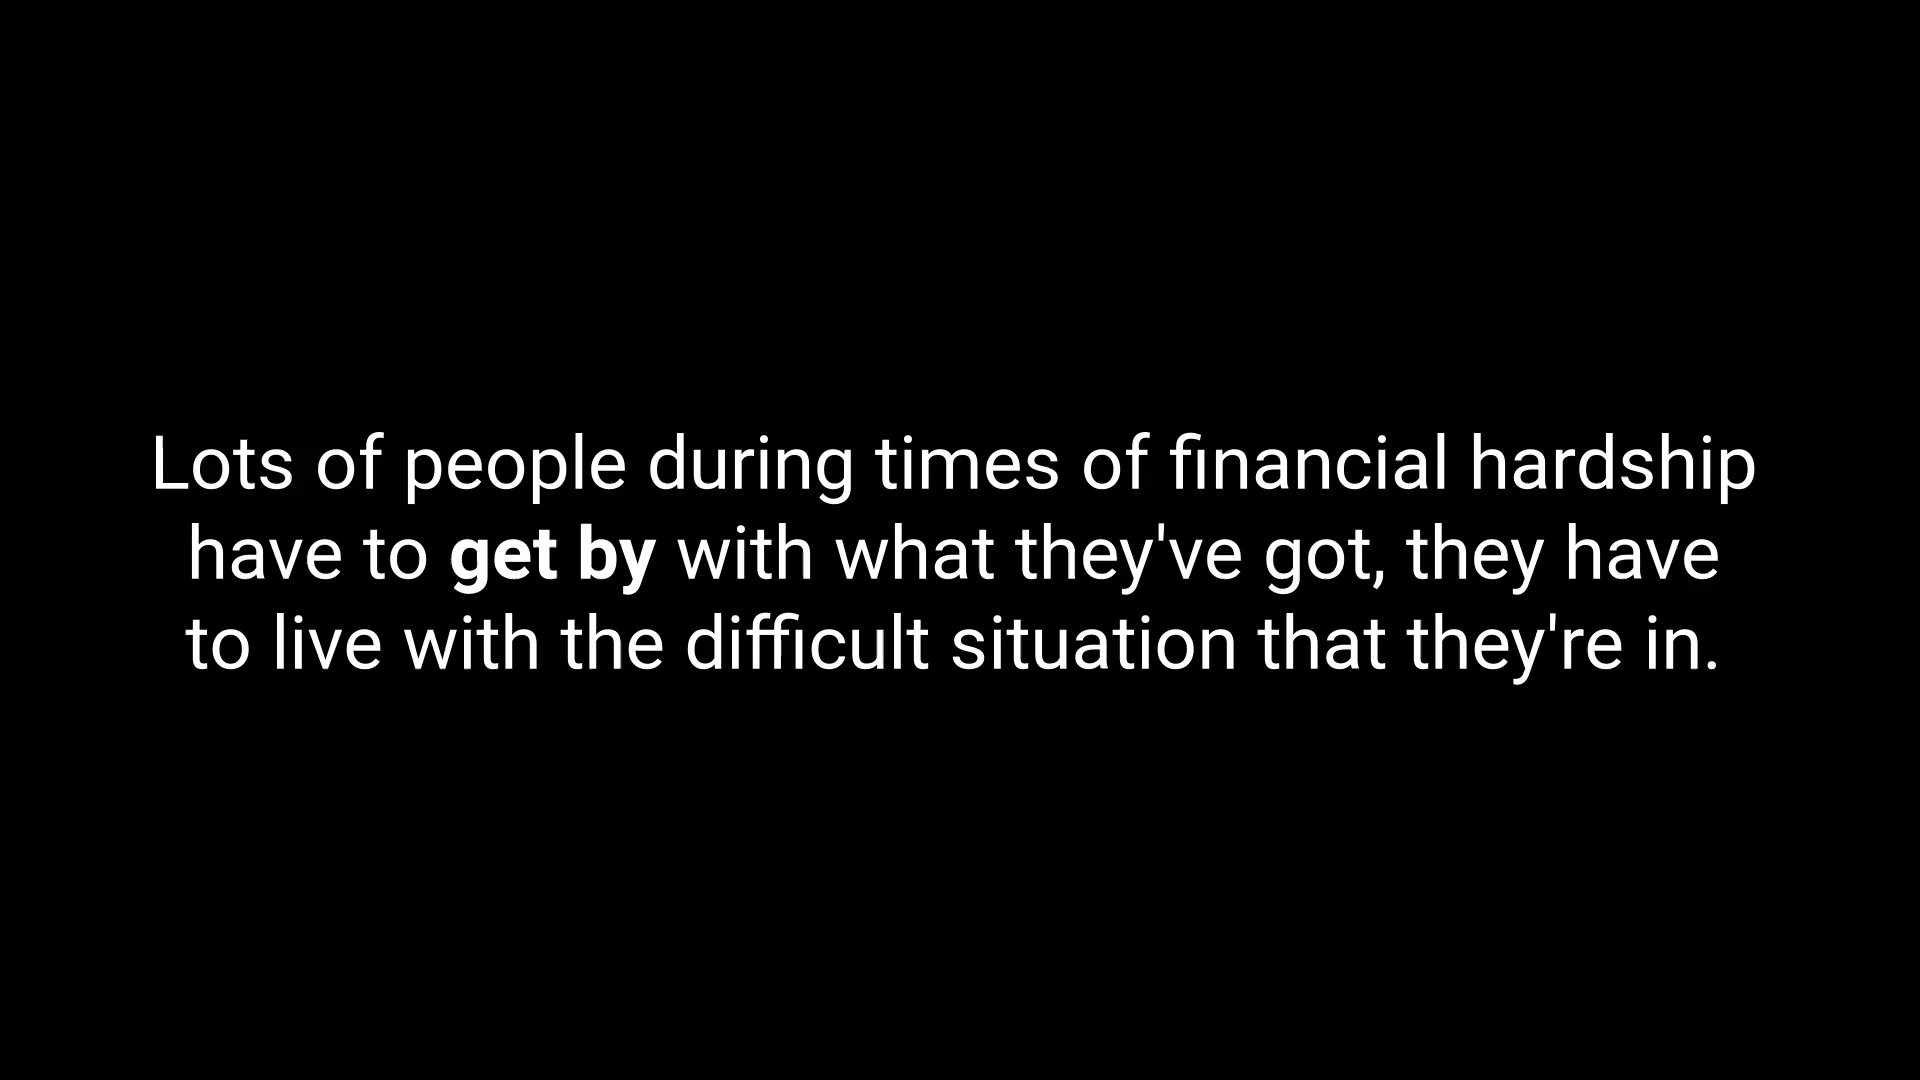 Lots of people during times of financial hardship
have to get by with what they've got, they have
to live with the difficult situation that they're in.